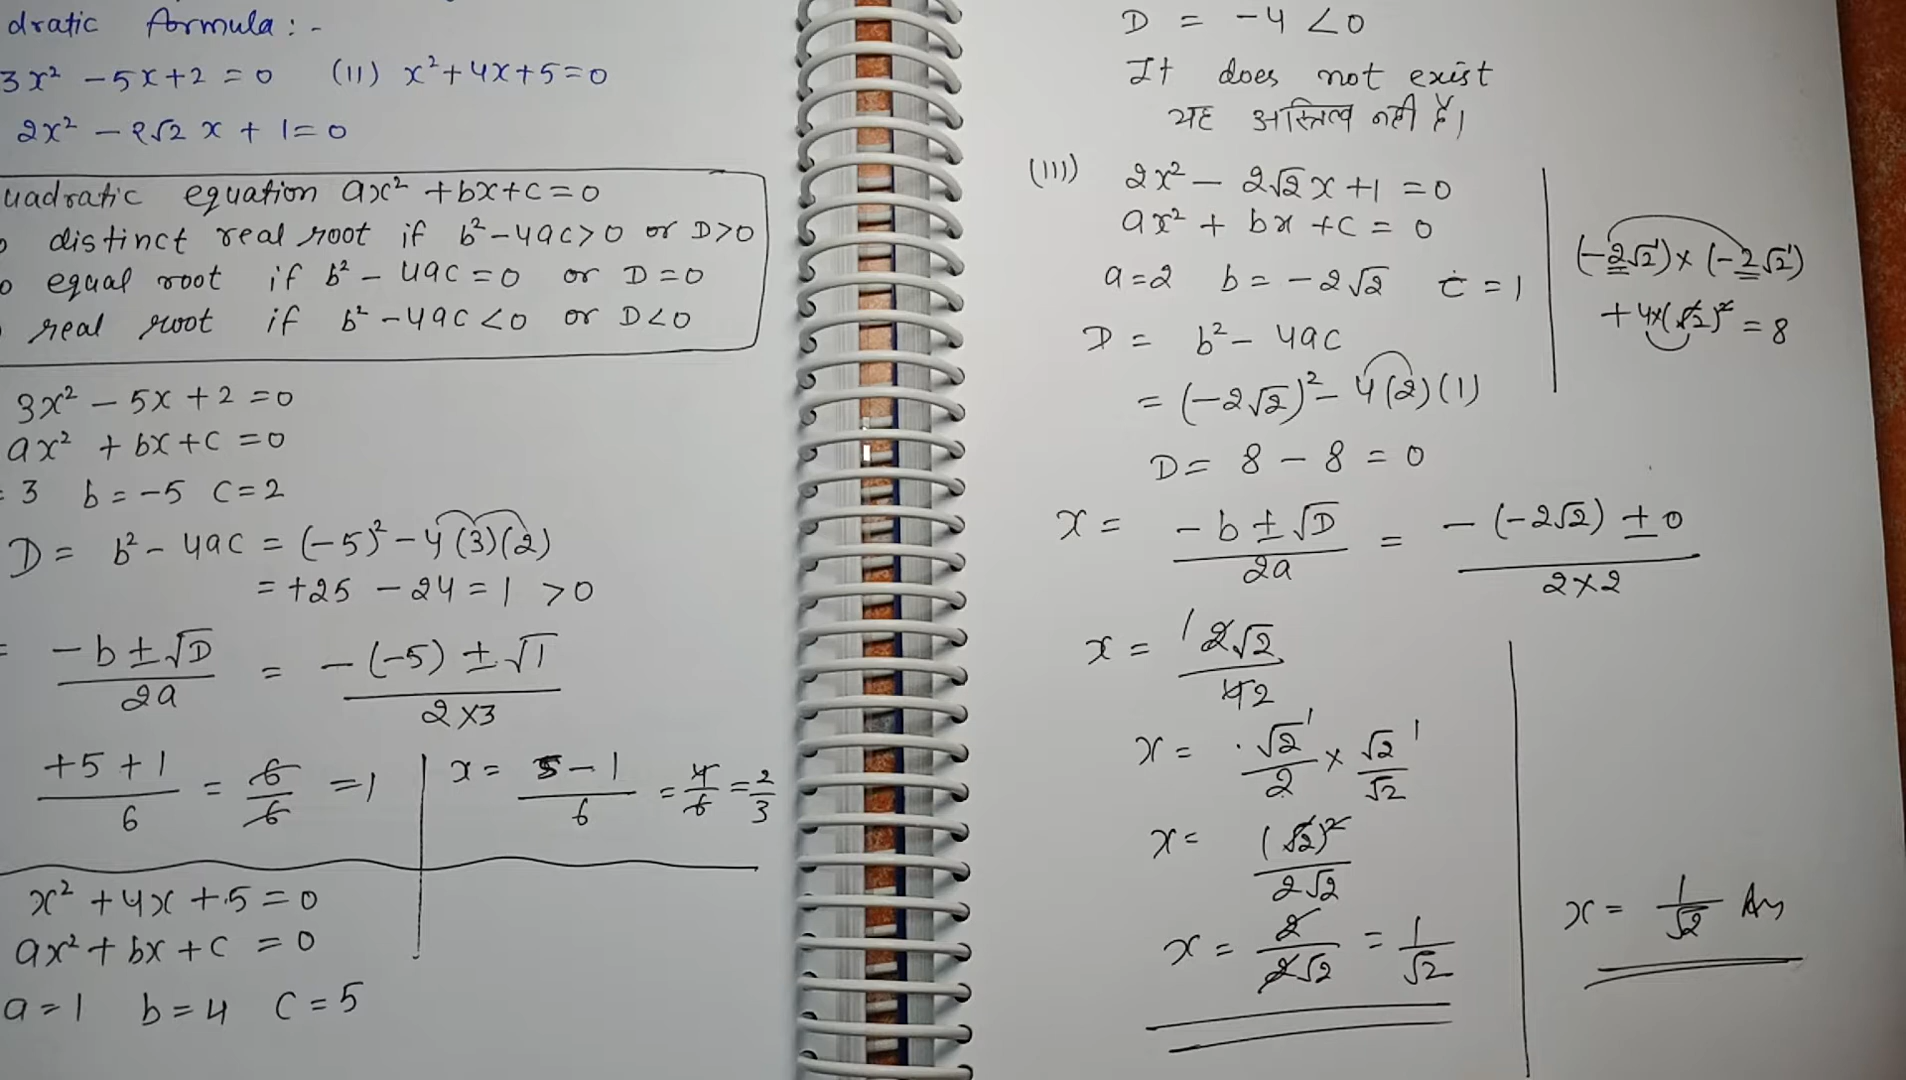 dratic formula :-
3x² - 5x + 2 = 0 (11) x² + 4x + 5 = 0
2x² - 2√2 x + 1 = 0
uadratic equation ax² + bx + c = 0
distinct real root if b² - 4ac > 0 or D > 0
equal root if b² - 4ac = 0 or D = 0
real root if b² - 4ac < 0 or D < 0
3x² - 5x + 2 = 0
ax² + bx + c = 0
= 3 b = -5 c = 2
D = b² - 4ac = (-5)² - 4(3)(2)
= +25 - 24 = 1 > 0
= -b ± √D / 2a = -(-5) ± √1 / 2×3
+5 + 1 / 6 = 6/6 = 1 | x = 5 - 1 / 6 = 4/6 = 2/3
x² + 4x + 5 = 0
ax² + bx + c = 0
a = 1 b = 4 c = 5
D = -4 < 0
It does not exist
यह अस्तित्व नही है।
(111) 2x² - 2√2 x + 1 = 0
ax² + bx + c = 0
a = 2 b = -2√2 c = 1
D = b² - 4ac
= (-2√2)² - 4(2)(1)
D = 8 - 8 = 0
(-2√2) × (-2√2)
+ 4×(√2)² = 8
x = -b ± √D / 2a = -(-2√2) ± 0 / 2×2
x = 1 2√2 / 4 2
x = √2 / 2 × √2 / √2
x = (√2)² / 2√2
x = 2 / 2√2 = 1 / √2
x = 1 / √2 Ans